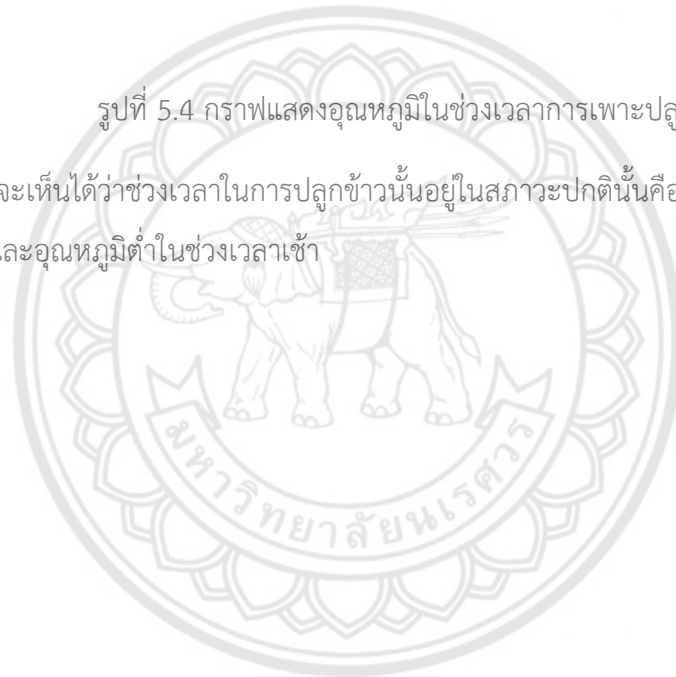 รูปที่ 5.4 กราฟแสดงอุณหภูมิในช่วงเวลาการเพาะปลู
จะเห็นได้ว่าช่วงเวลาในการปลูกข้าวนั้นอยู่ในสภาวะปกตินั้นคือ
และอุณหภูมิต่ำในช่วงเวลาเช้า
มหาวิทยาลัยนเรศวร